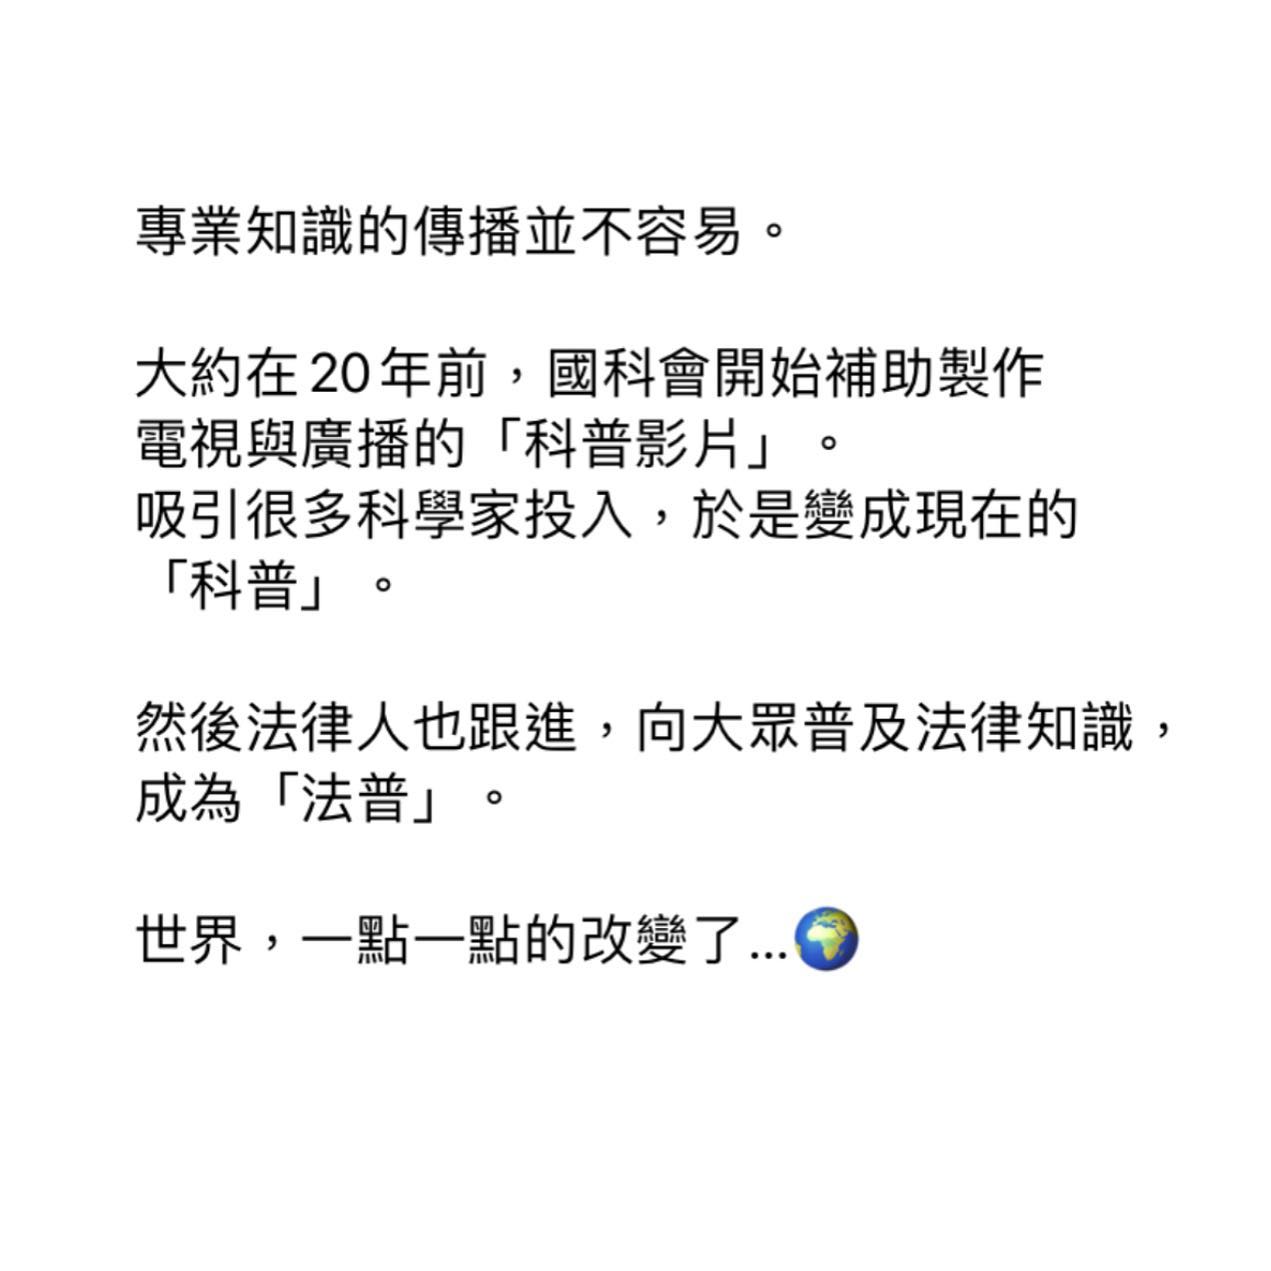 專業知識的傳播並不容易。
大約在20年前，國科會開始補助製作
電視與廣播的「科普影片」。
吸引很多科學家投入，於是變成現在的
「科普」。
然後法律人也跟進，向大眾普及法律知識，
成為「法普」。
世界，一點一點的改變了...🌍